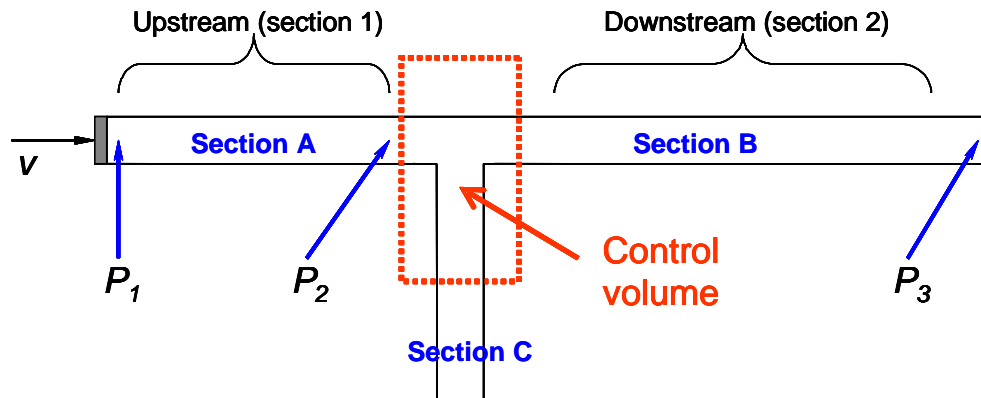 Upstream (section 1)
Downstream (section 2)
Section A
Section B
v
P1
P2
Control
volume
P3
Section C